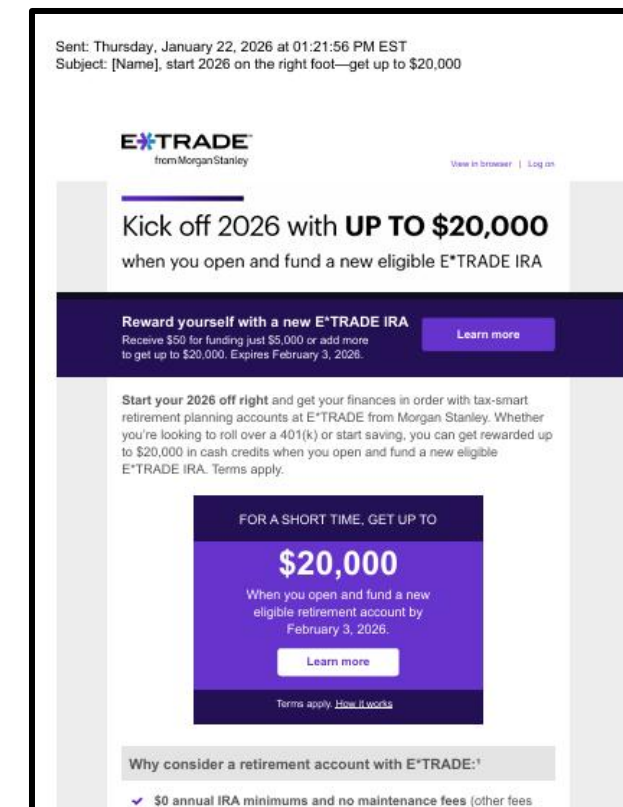 Sent: Thursday, January 22, 2026 at 01:21:56 PM EST
Subject: [Name], start 2026 on the right foot—get up to $20,000
E*TRADE
from Morgan Stanley
View in browser | Log on
Kick off 2026 with UP TO $20,000
when you open and fund a new eligible E*TRADE IRA
Reward yourself with a new E*TRADE IRA
Receive $50 for funding just $5,000 or add more
to get up to $20,000. Expires February 3, 2026.
Learn more
Start your 2026 off right and get your finances in order with tax-smart
retirement planning accounts at E*TRADE from Morgan Stanley. Whether
you're looking to roll over a 401(k) or start saving, you can get rewarded up
to $20,000 in cash credits when you open and fund a new eligible
E*TRADE IRA. Terms apply.
FOR A SHORT TIME, GET UP TO
$20,000
When you open and fund a new
eligible retirement account by
February 3, 2026.
Learn more
Terms apply. How it works
Why consider a retirement account with E*TRADE:¹
✓ $0 annual IRA minimums and no maintenance fees (other fees